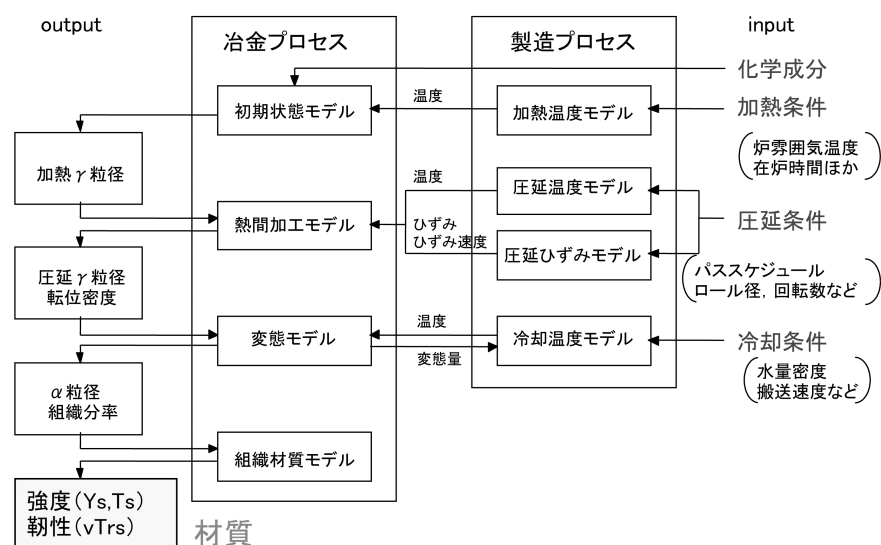 output
冶金プロセス
製造プロセス
input
化学成分
初期状態モデル
温度
加熱温度モデル
加熱条件
炉雰囲気温度
在炉時間ほか
加熱γ粒径
温度
圧延温度モデル
熱間加工モデル
ひずみ
ひずみ速度
圧延ひずみモデル
圧延条件
パススケジュール
ロール径, 回転数など
圧延γ粒径
転位密度
変態モデル
温度
変態量
冷却温度モデル
冷却条件
水量密度
搬送速度など
α粒径
組織分率
組織材質モデル
強度(Ys,Ts)
靭性(vTrs)
材質